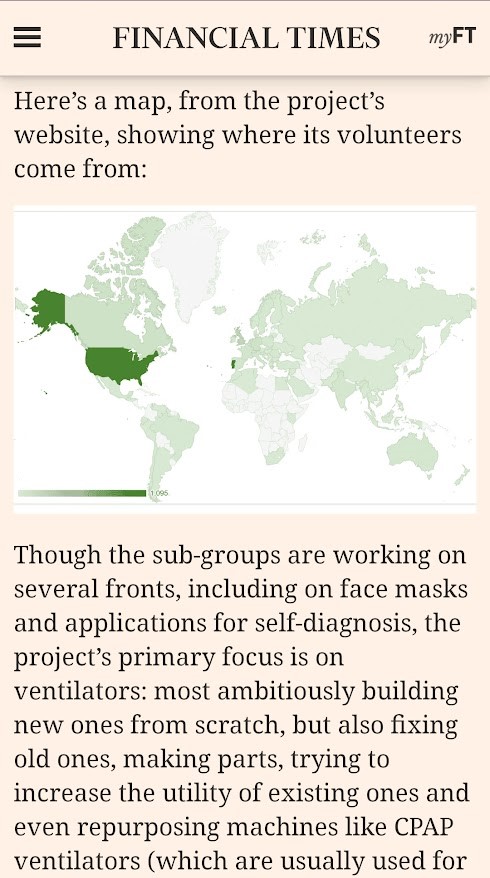 FINANCIAL TIMES
myFT
Here's a map, from the project's
website, showing where its volunteers
come from:
1,095
Though the sub-groups are working on
several fronts, including on face masks
and applications for self-diagnosis, the
project's primary focus is on
ventilators: most ambitiously building
new ones from scratch, but also fixing
old ones, making parts, trying to
increase the utility of existing ones and
even repurposing machines like CPAP
ventilators (which are usually used for